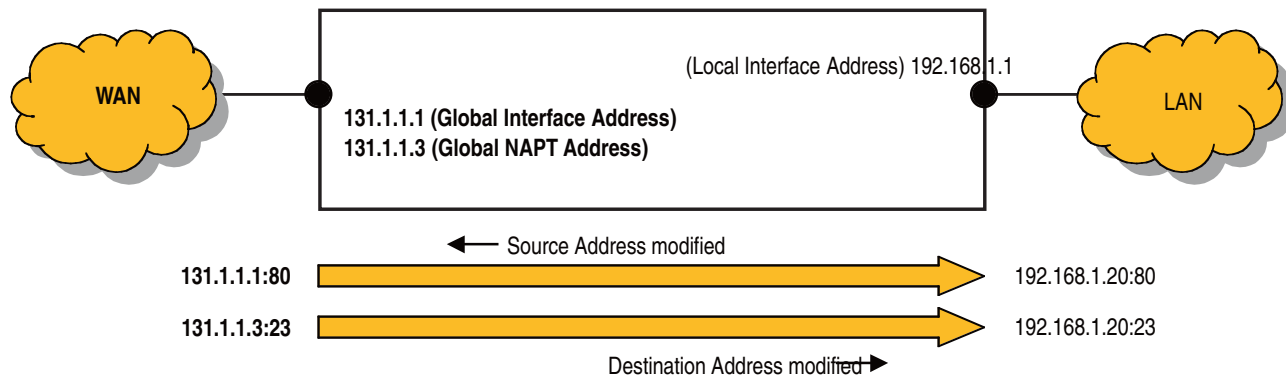 (Local Interface Address) 192.168.1.1
WAN
LAN
131.1.1.1 (Global Interface Address)
131.1.1.3 (Global NAPT Address)
Source Address modified
131.1.1.1:80
192.168.1.20:80
131.1.1.3:23
192.168.1.20:23
Destination Address modified